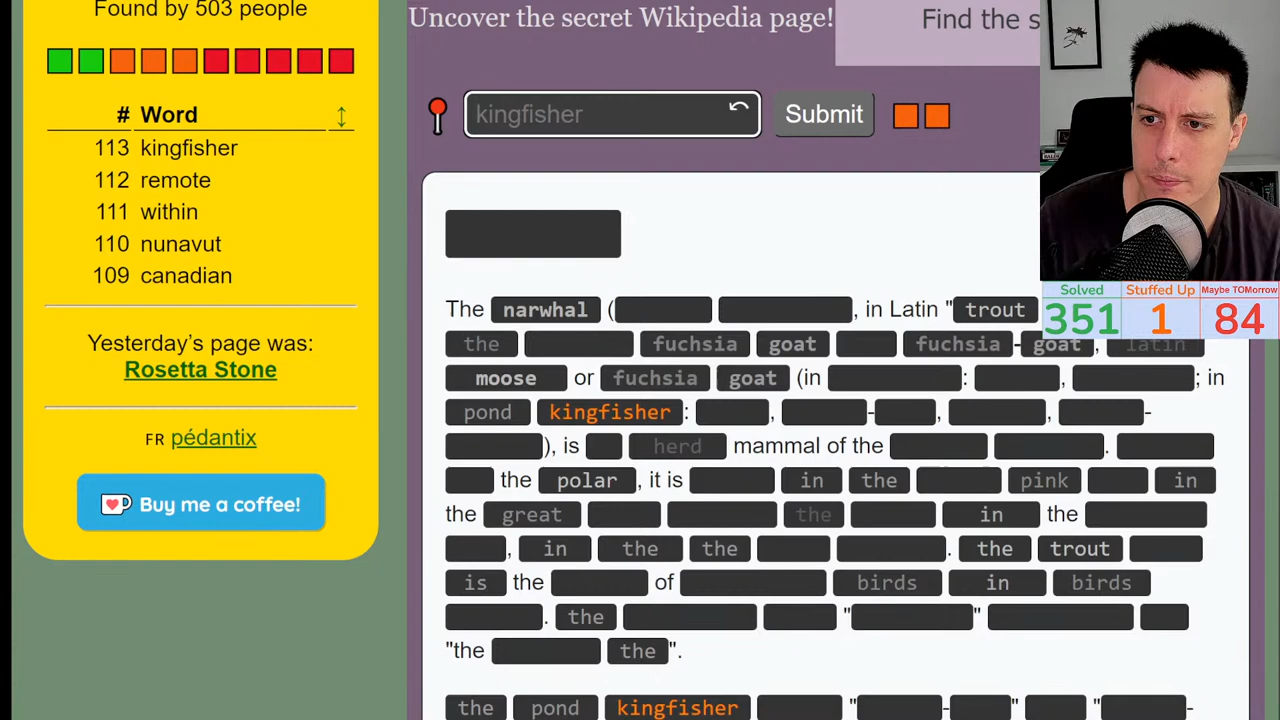 Found by 503 people
# Word ↕
113 kingfisher
112 remote
111 within
110 nunavut
109 canadian
Yesterday's page was:
Rosetta Stone
FR pédantix
Buy me a coffee!
Uncover the secret Wikipedia page!
Find the s
kingfisher
Submit
Solved Stuffed Up Maybe TOMorrow
351 1 84
The narwhal ( , in Latin "trout
the fuchsia goat fuchsia-goat, latin
moose or fuchsia goat (in : , ; in
pond kingfisher: , - , , -
), is herd mammal of the .
the polar, it is in the pink in
the great the in the
, in the the . the trout
is the of birds in birds
. the " "
"the the".
the pond kingfisher " - " " -